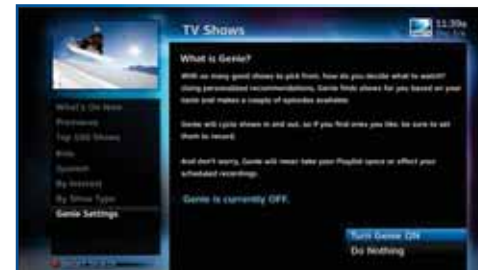 TV Shows
11:39a
What is Genie?
With so many good shows to pick from, how do you decide what to watch?
Using personalized recommendations, Genie finds shows for you based on your
taste and makes a couple of episodes available.
Genie will cycle shows in and out, so if you find ones you like, be sure to set
them to record.
And don't worry, Genie will never take your Playlist space or affect your
scheduled recordings.
Genie is currently OFF.
What's On Now
Premieres
Top 100 Shows
Kids
Spanish
By Interest
By Show Type
Genie Settings
Turn Genie ON
Do Nothing